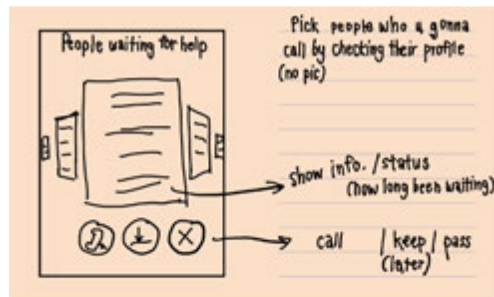 People waiting for help
Pick people who u gonna
call by checking their profile
(no pic)
show info. /status
(how long been waiting)
call / keep / pass
(later)